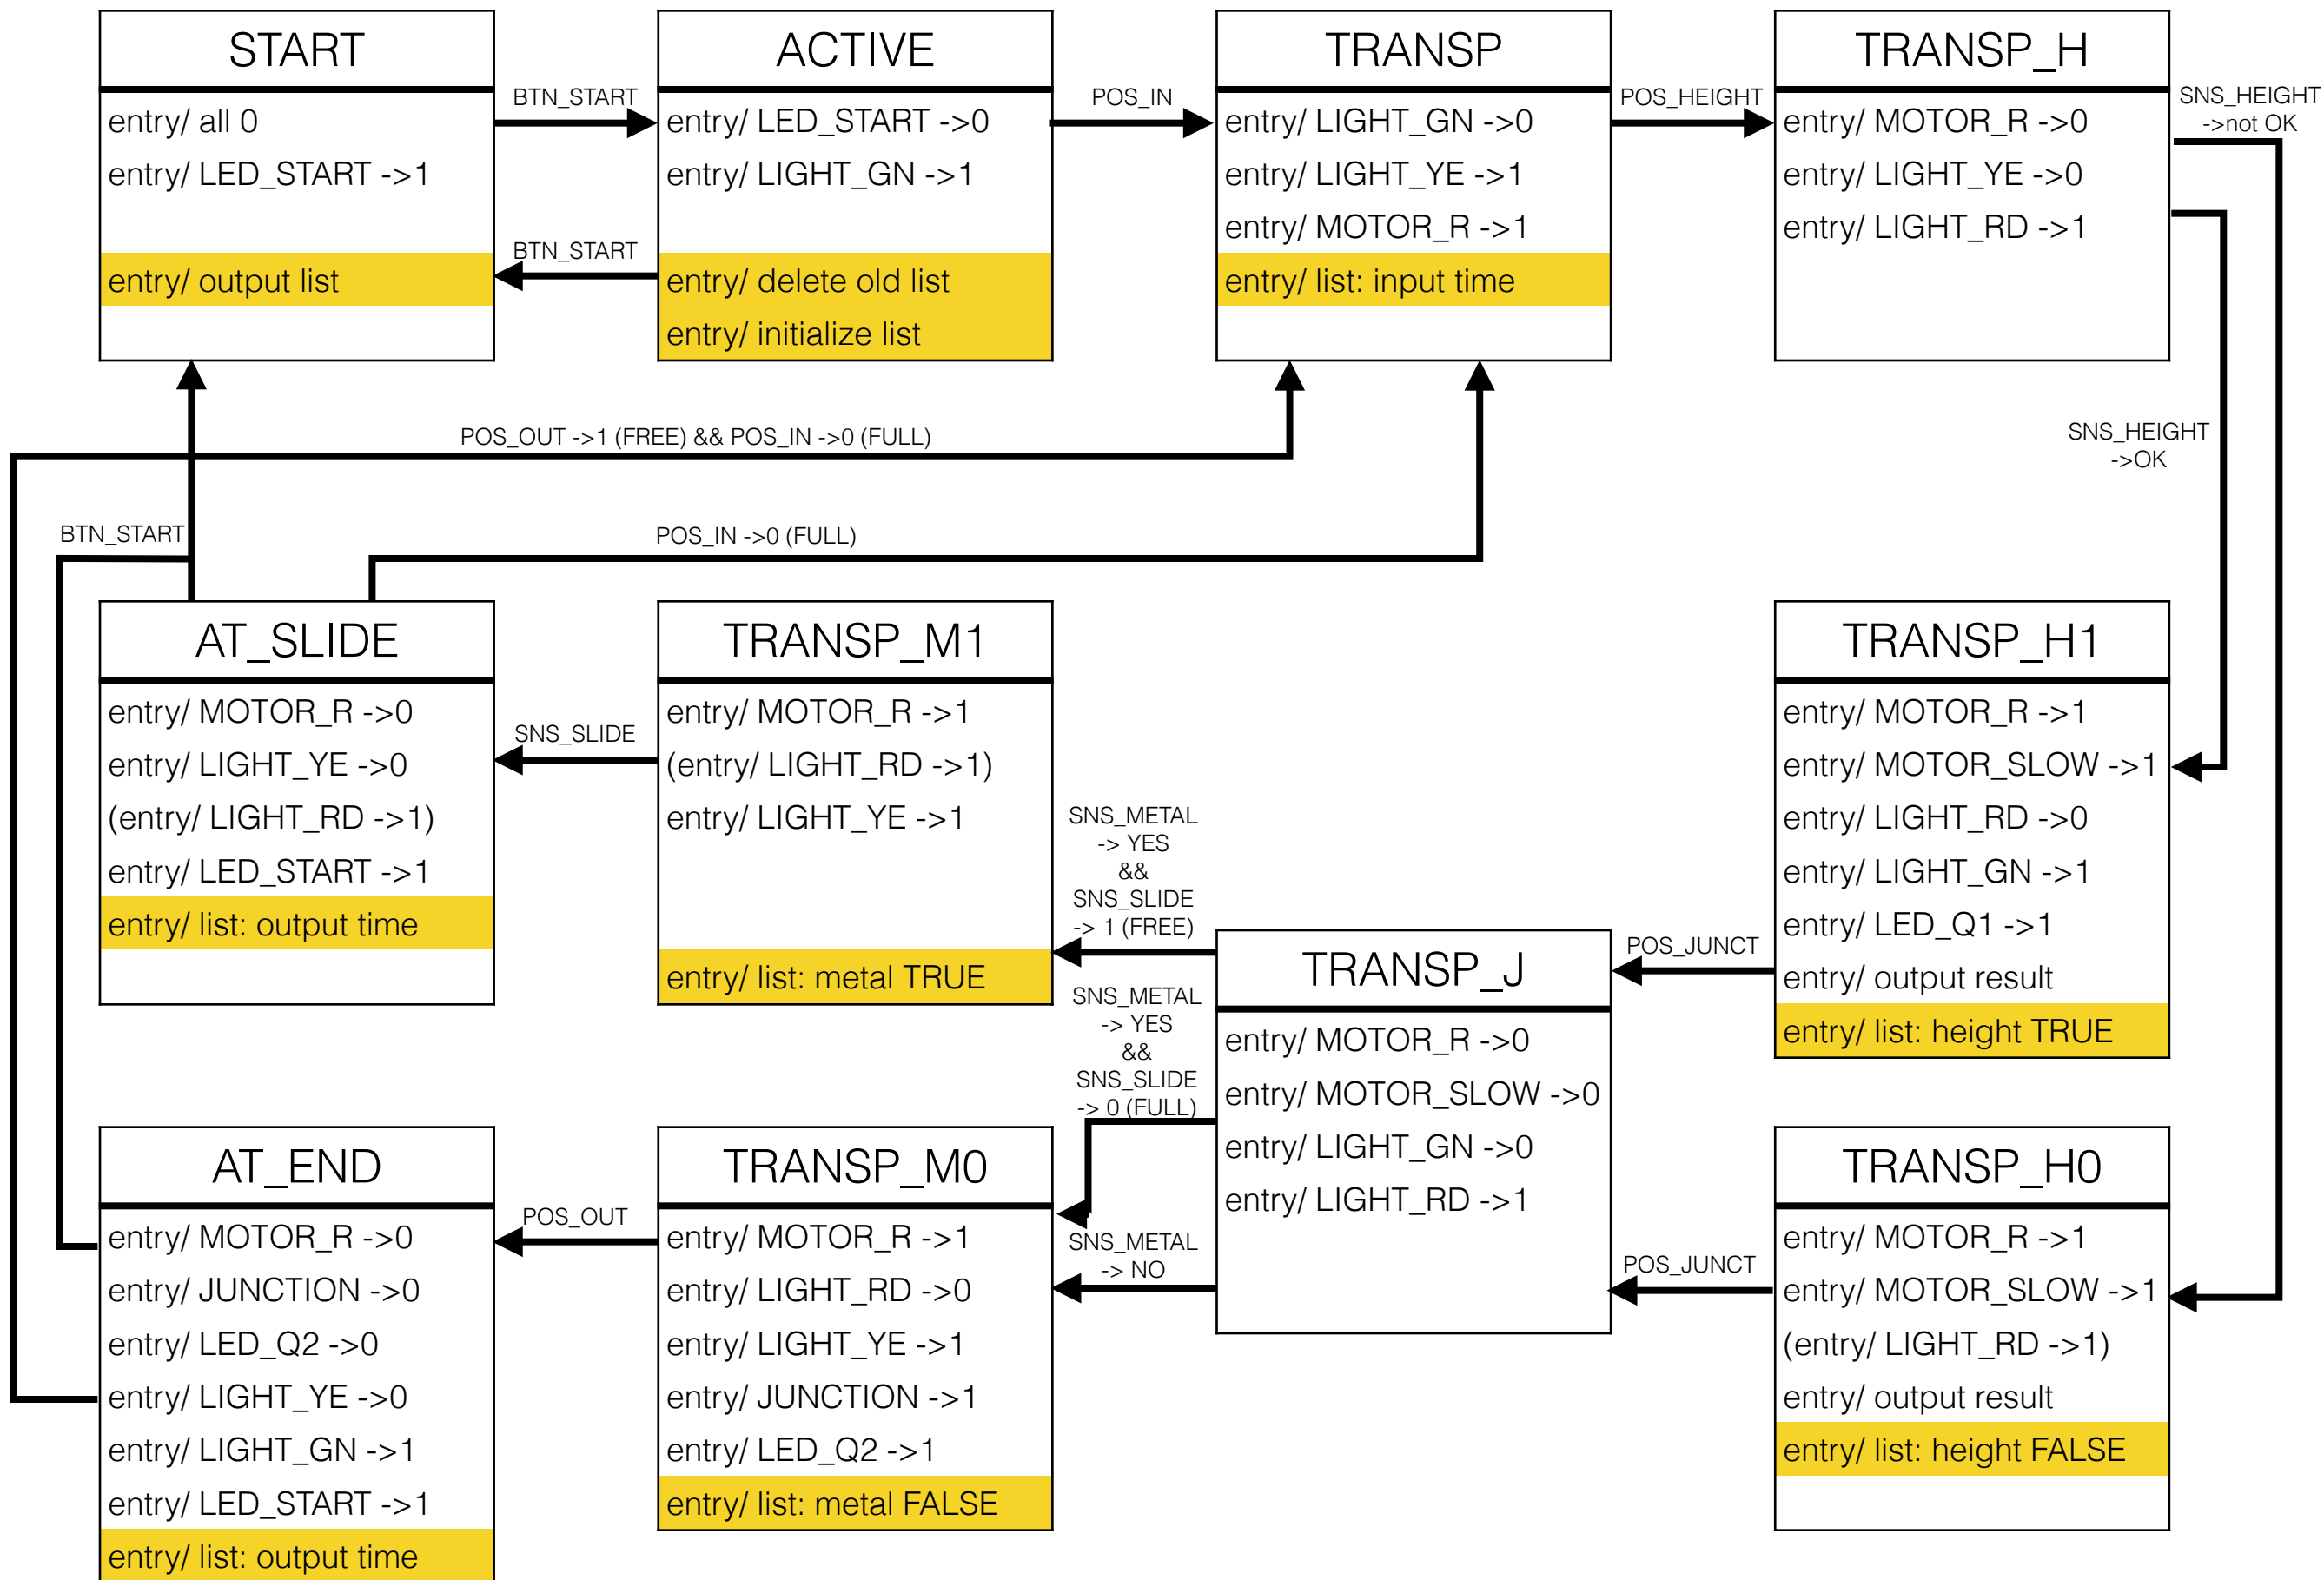 START
entry/ all 0
entry/ LED_START ->1
entry/ output list
BTN_START
BTN_START
ACTIVE
entry/ LED_START ->0
entry/ LIGHT_GN ->1
entry/ delete old list
entry/ initialize list
POS_IN
TRANSP
entry/ LIGHT_GN ->0
entry/ LIGHT_YE ->1
entry/ MOTOR_R ->1
entry/ list: input time
POS_HEIGHT
TRANSP_H
entry/ MOTOR_R ->0
entry/ LIGHT_YE ->0
entry/ LIGHT_RD ->1
SNS_HEIGHT
->not OK
SNS_HEIGHT
->OK
POS_OUT ->1 (FREE) && POS_IN ->0 (FULL)
BTN_START
POS_IN ->0 (FULL)
AT_SLIDE
entry/ MOTOR_R ->0
entry/ LIGHT_YE ->0
(entry/ LIGHT_RD ->1)
entry/ LED_START ->1
entry/ list: output time
SNS_SLIDE
TRANSP_M1
entry/ MOTOR_R ->1
(entry/ LIGHT_RD ->1)
entry/ LIGHT_YE ->1
entry/ list: metal TRUE
SNS_METAL
-> YES
&&
SNS_SLIDE
-> 1 (FREE)
SNS_METAL
-> YES
&&
SNS_SLIDE
-> 0 (FULL)
SNS_METAL
-> NO
TRANSP_J
entry/ MOTOR_R ->0
entry/ MOTOR_SLOW ->0
entry/ LIGHT_GN ->0
entry/ LIGHT_RD ->1
POS_JUNCT
POS_JUNCT
TRANSP_H1
entry/ MOTOR_R ->1
entry/ MOTOR_SLOW ->1
entry/ LIGHT_RD ->0
entry/ LIGHT_GN ->1
entry/ LED_Q1 ->1
entry/ output result
entry/ list: height TRUE
AT_END
entry/ MOTOR_R ->0
entry/ JUNCTION ->0
entry/ LED_Q2 ->0
entry/ LIGHT_YE ->0
entry/ LIGHT_GN ->1
entry/ LED_START ->1
entry/ list: output time
POS_OUT
TRANSP_M0
entry/ MOTOR_R ->1
entry/ LIGHT_RD ->0
entry/ LIGHT_YE ->1
entry/ JUNCTION ->1
entry/ LED_Q2 ->1
entry/ list: metal FALSE
TRANSP_H0
entry/ MOTOR_R ->1
entry/ MOTOR_SLOW ->1
(entry/ LIGHT_RD ->1)
entry/ output result
entry/ list: height FALSE